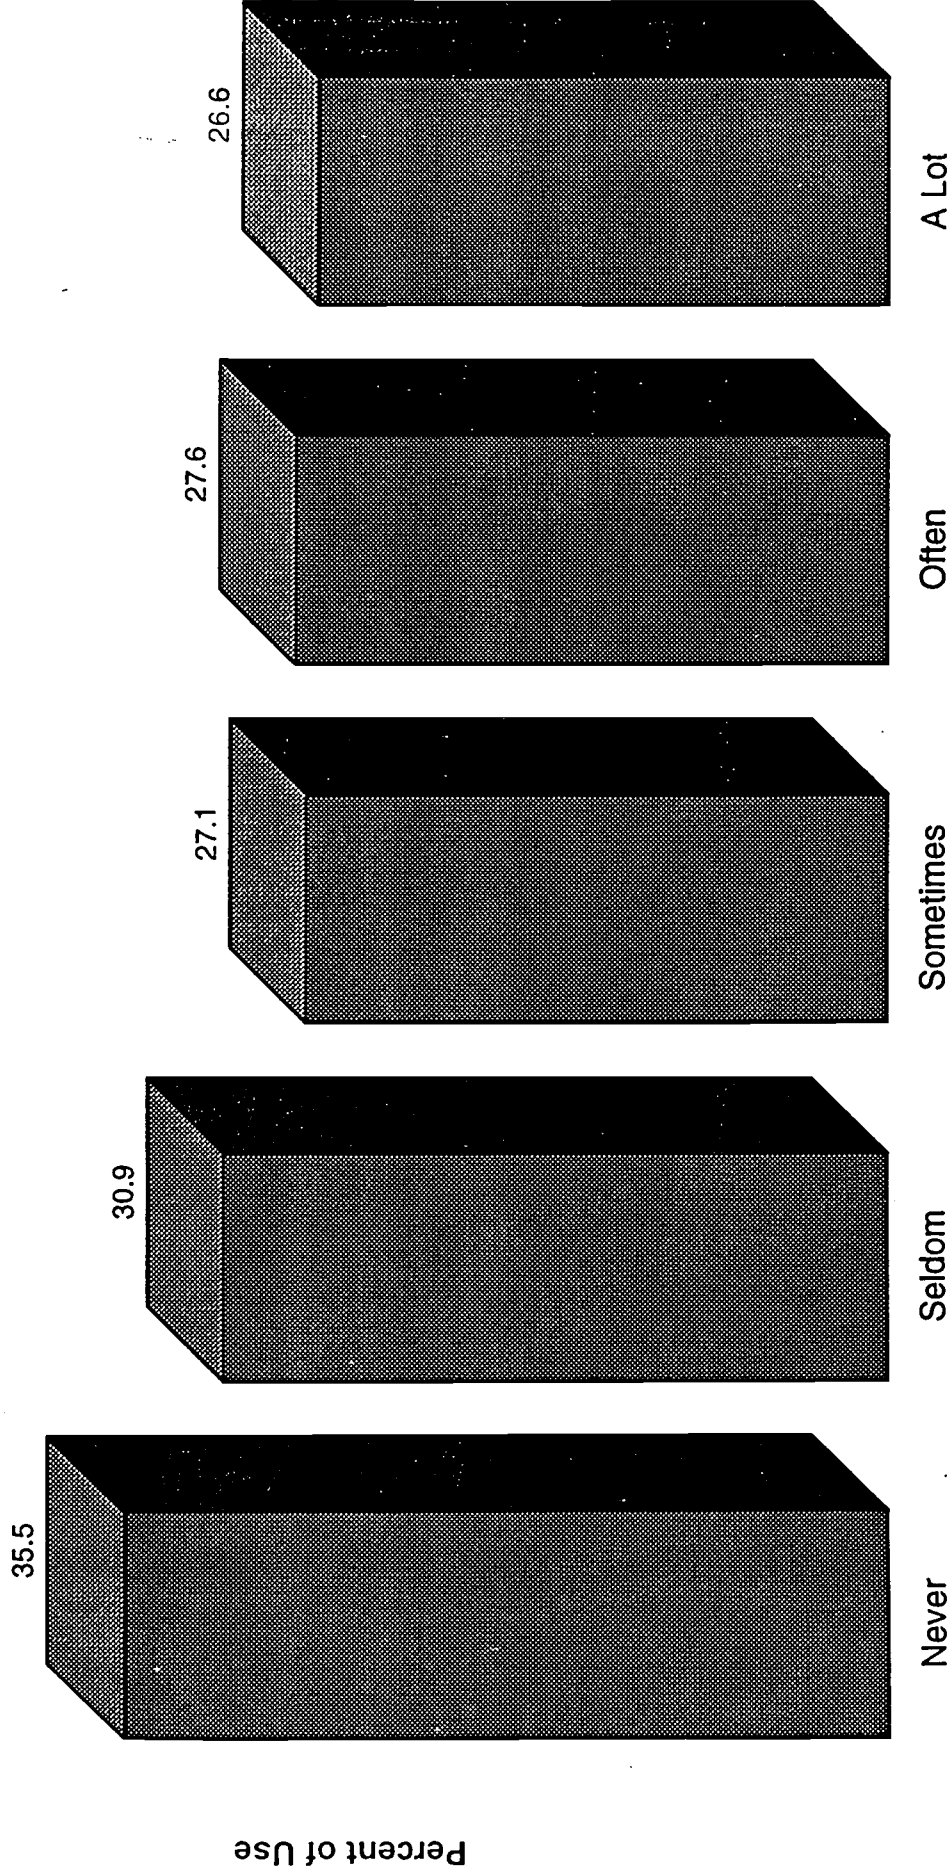 Percent of Use
35.5
30.9
27.1
27.6
26.6
Never
Seldom
Sometimes
Often
A Lot